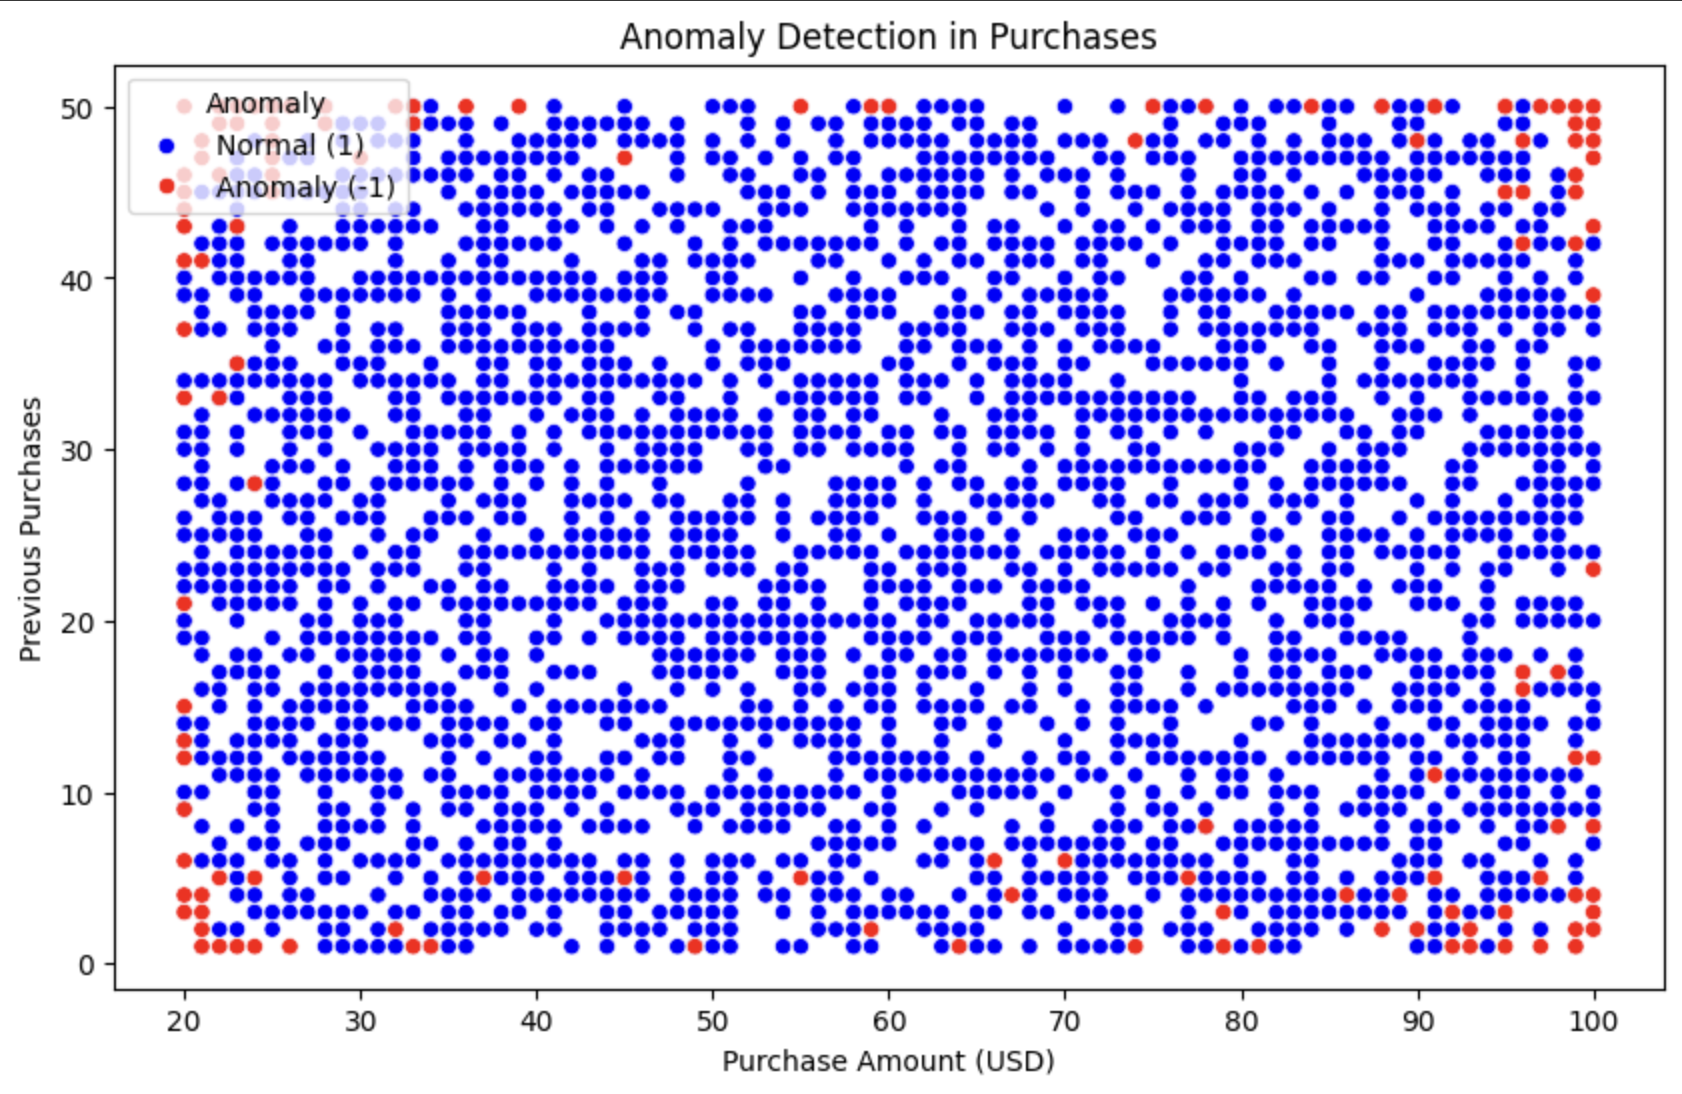 Anomaly Detection in Purchases
Anomaly
Normal (1)
Anomaly (-1)
50
40
30
20
10
0
Previous Purchases
20 30 40 50 60 70 80 90 100
Purchase Amount (USD)